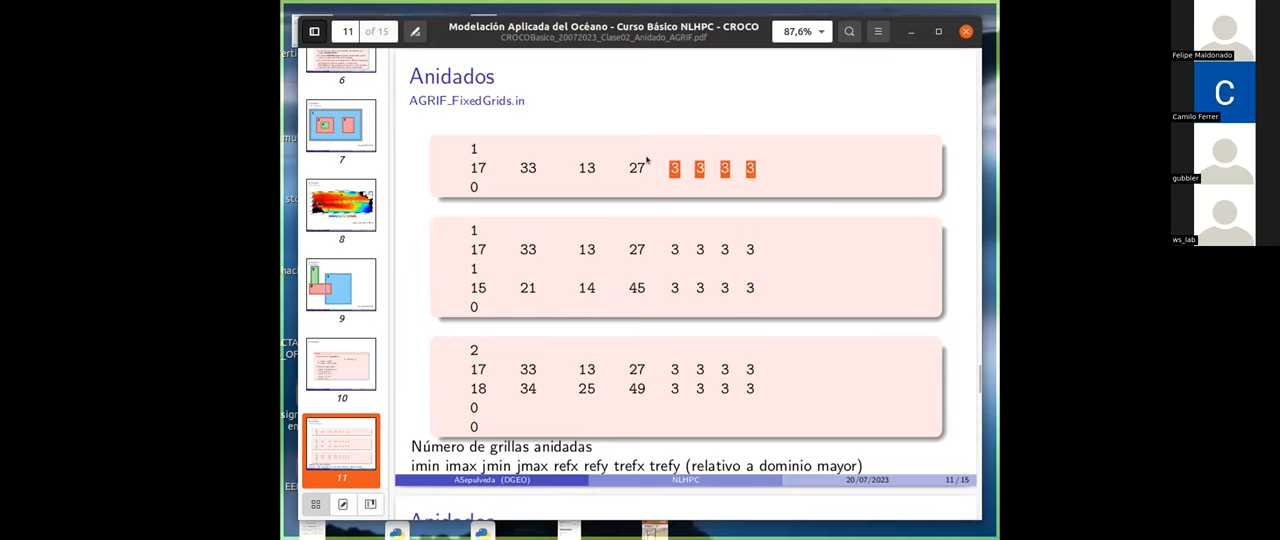 11 of 15
Modelación Aplicada del Océano - Curso Básico NLHPC - CROCO
CROCOBasico_20072023_Clase02_Anidado_AGRIF.pdf
87,6%
6
7
8
9
10
11
Anidados
AGRIF_FixedGrids.in
1
17 33 13 27 3 3 3 3
0
1
17 33 13 27 3 3 3 3
1
15 21 14 45 3 3 3 3
0
2
17 33 13 27 3 3 3 3
18 34 25 49 3 3 3 3
0
0
Número de grillas anidadas
imin imax jmin jmax refx refy trefx trefy (relativo a dominio mayor)
ASepulveda (DGEO) NLHPC 20/07/2023 11 / 15
Felipe Maldonado
C
Camilo Ferrer
gubbler
ws_lab